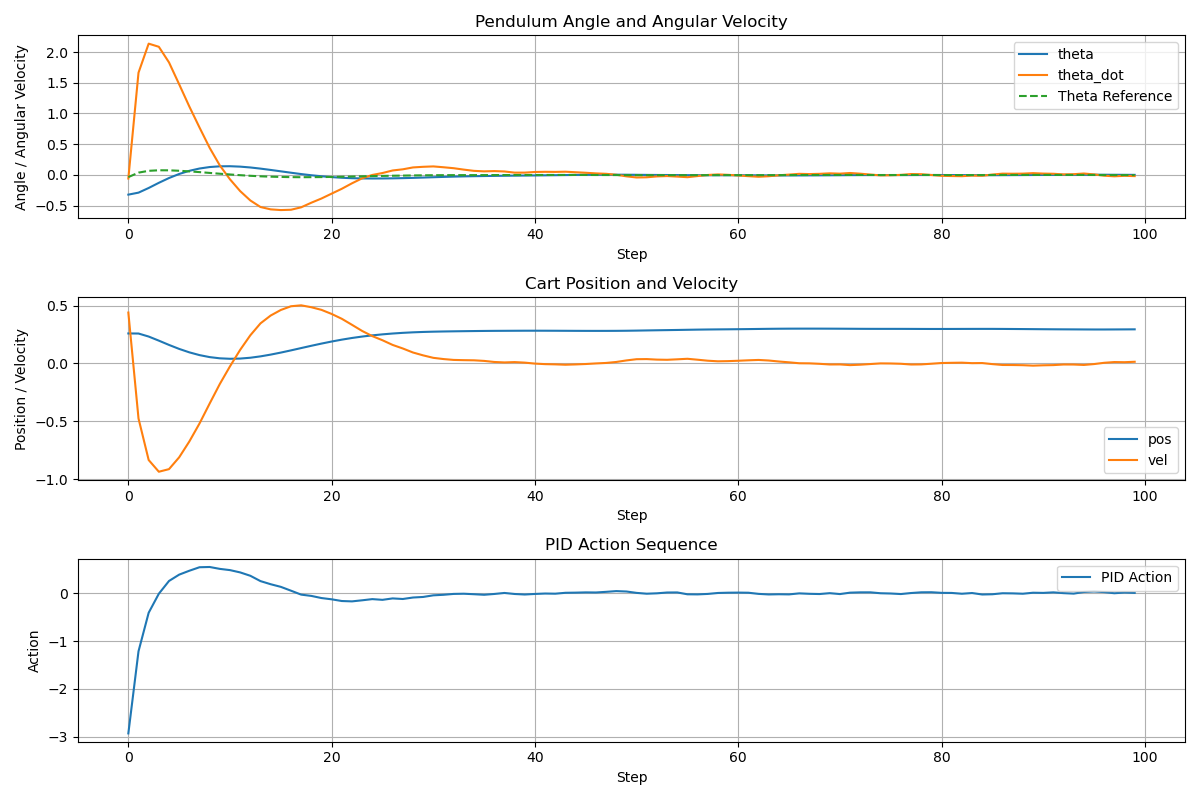 Pendulum Angle and Angular Velocity
Angle / Angular Velocity
2.0
1.5
1.0
0.5
0.0
−0.5
theta
theta_dot
Theta Reference
0 20 40 60 80 100
Step
Cart Position and Velocity
Position / Velocity
0.5
0.0
−0.5
−1.0
pos
vel
0 20 40 60 80 100
Step
PID Action Sequence
Action
0
−1
−2
−3
PID Action
0 20 40 60 80 100
Step